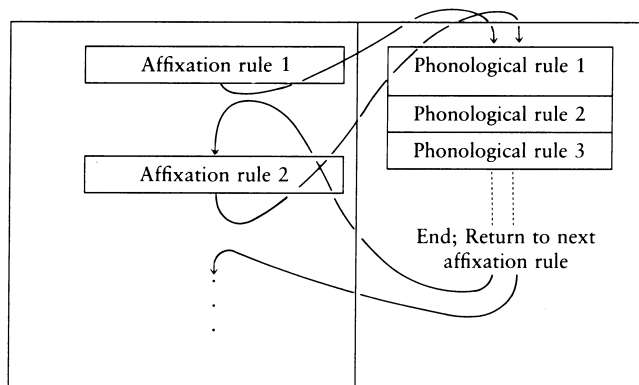 Affixation rule 1
Affixation rule 2
Phonological rule 1
Phonological rule 2
Phonological rule 3
End; Return to next
affixation rule